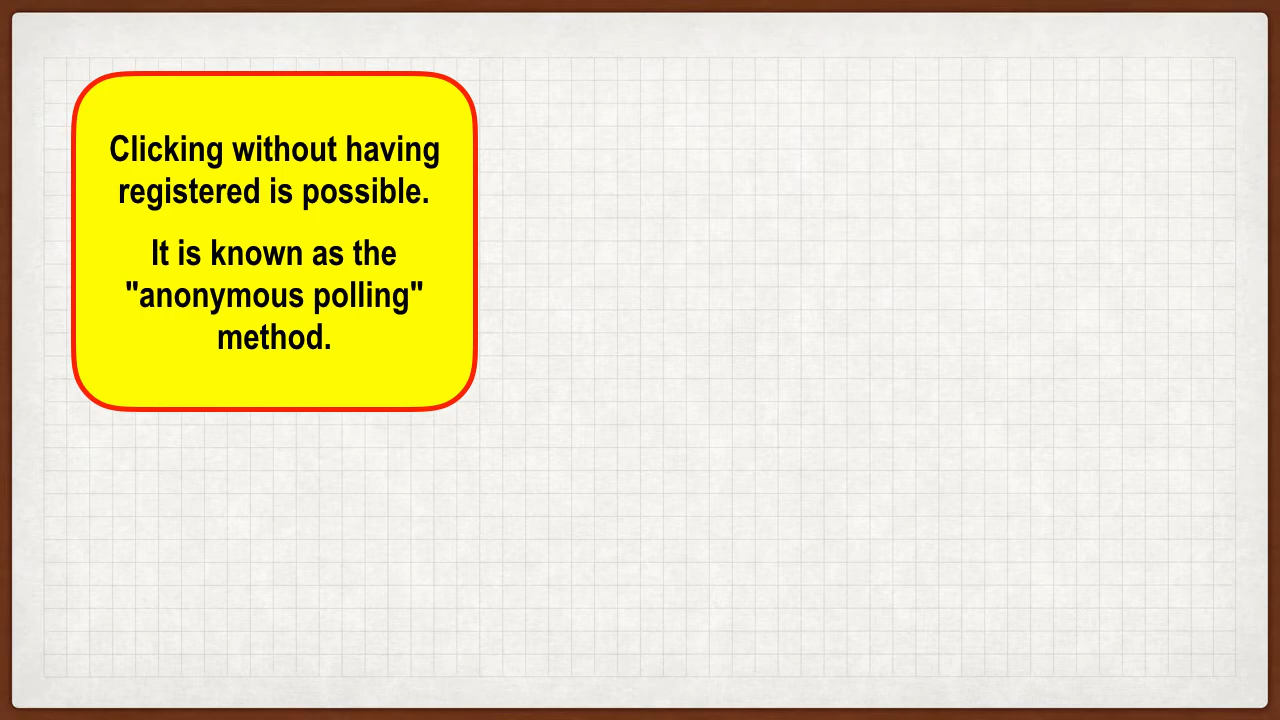 Clicking without having
registered is possible.
It is known as the
"anonymous polling"
method.